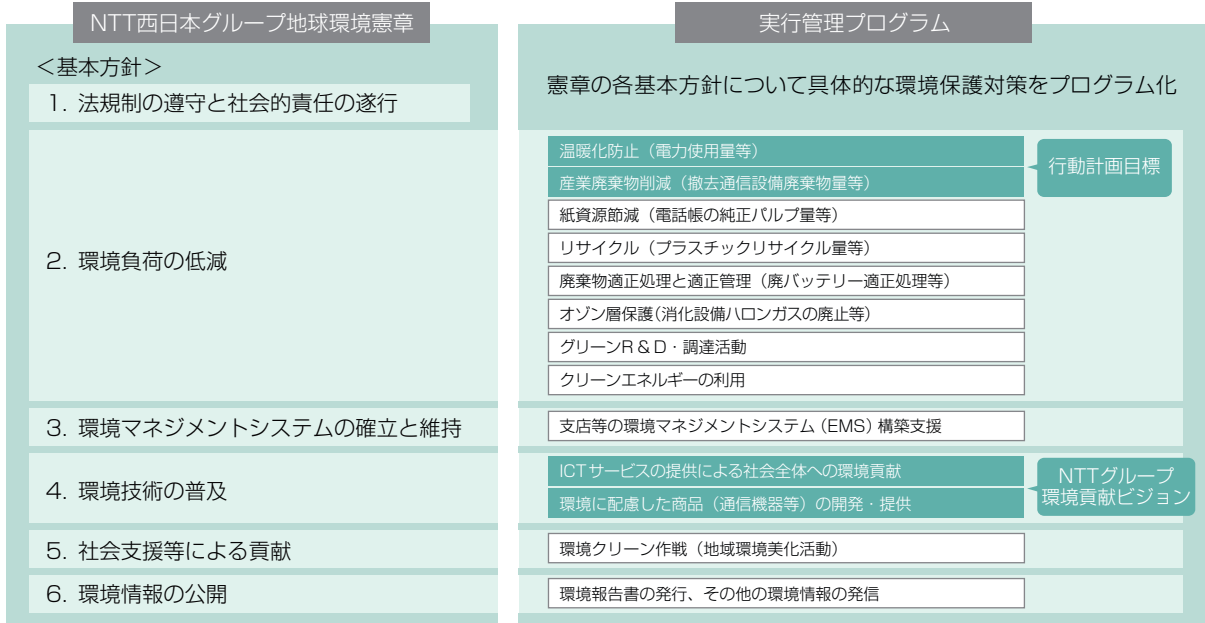 NTT西日本グループ地球環境憲章
実行管理プログラム
＜基本方針＞
1. 法規制の遵守と社会的責任の遂行
憲章の各基本方針について具体的な環境保護対策をプログラム化
2. 環境負荷の低減
温暖化防止（電力使用量等）
産業廃棄物削減（撤去通信設備廃棄物量等）
行動計画目標
紙資源節減（電話帳の純正パルプ量等）
リサイクル（プラスチックリサイクル量等）
廃棄物適正処理と適正管理（廃バッテリー適正処理等）
オゾン層保護（消化設備ハロンガスの廃止等）
グリーンR＆D・調達活動
クリーンエネルギーの利用
3. 環境マネジメントシステムの確立と維持
支店等の環境マネジメントシステム（EMS）構築支援
4. 環境技術の普及
ICTサービスの提供による社会全体への環境貢献
環境に配慮した商品（通信機器等）の開発・提供
NTTグループ
環境貢献ビジョン
5. 社会支援等による貢献
環境クリーン作戦（地域環境美化活動）
6. 環境情報の公開
環境報告書の発行、その他の環境情報の発信